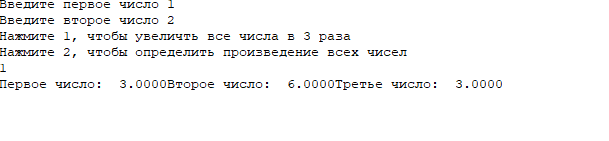 Введите первое число 1
Введите второе число 2
Нажмите 1, чтобы увеличть все числа в 3 раза
Нажмите 2, чтобы определить произведение всех чисел
1
Первое число:  3.0000Второе число:  6.0000Третье число:  3.0000